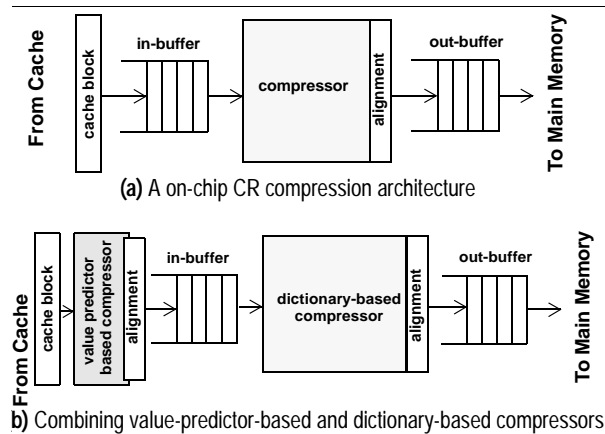 From Cache
cache block
in-buffer
compressor
alignment
out-buffer
To Main Memory
(a) A on-chip CR compression architecture
From Cache
cache block
value predictor
based compressor
alignment
in-buffer
dictionary-based
compressor
alignment
out-buffer
To Main Memory
b) Combining value-predictor-based and dictionary-based compressors